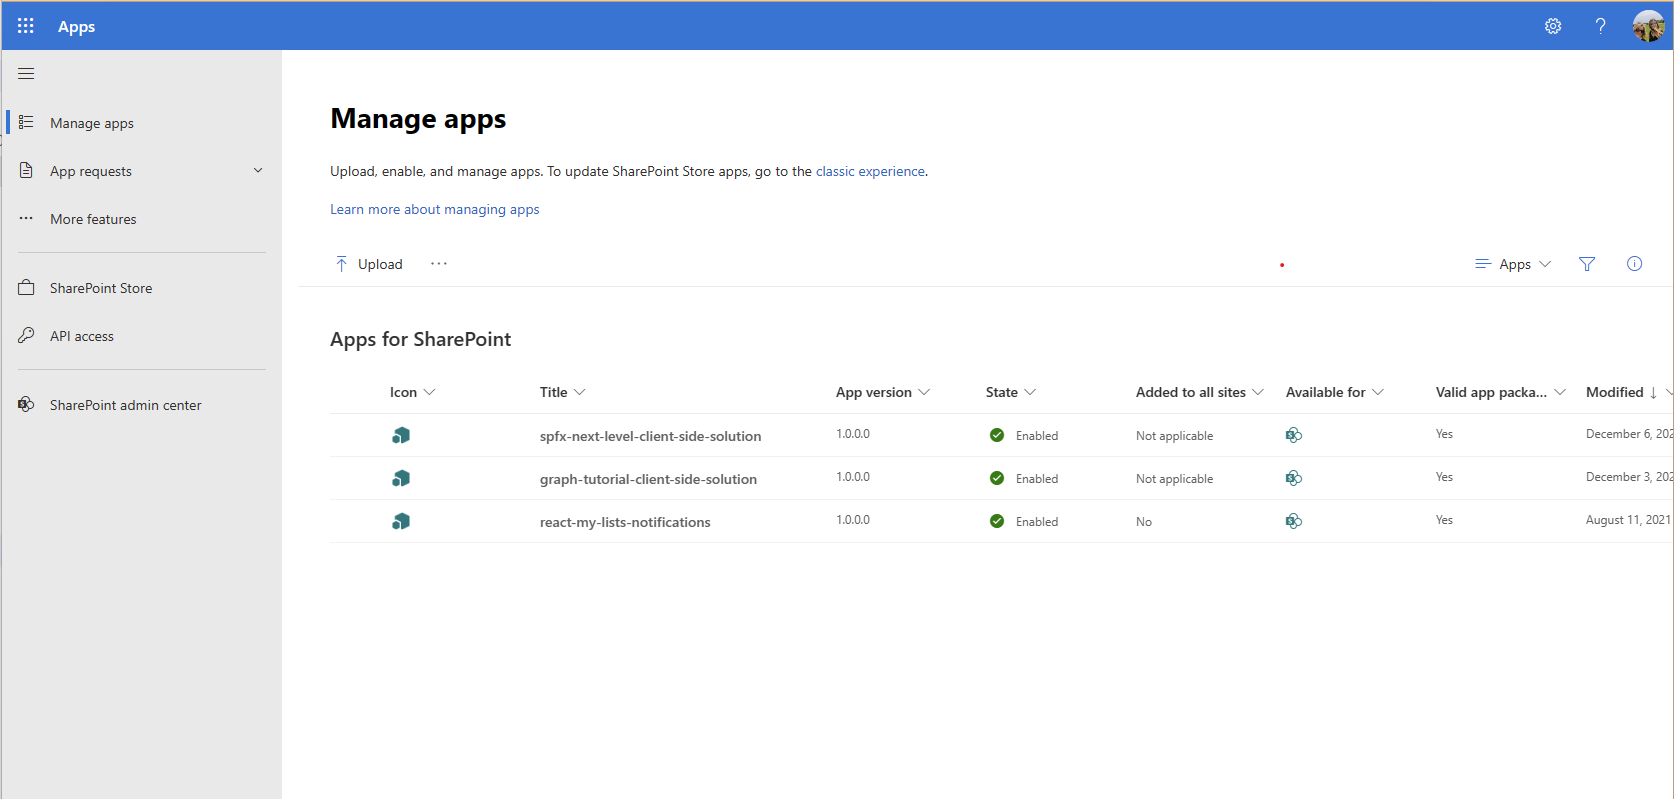 Apps
Manage apps
App requests
More features
SharePoint Store
API access
SharePoint admin center
Manage apps
Upload, enable, and manage apps. To update SharePoint Store apps, go to the classic experience.
Learn more about managing apps
Upload ··· Apps
Apps for SharePoint
Icon Title App version State Added to all sites Available for Valid app packa... Modified ↓
spfx-next-level-client-side-solution 1.0.0.0 Enabled Not applicable Yes December 6, 202
graph-tutorial-client-side-solution 1.0.0.0 Enabled Not applicable Yes December 3, 202
react-my-lists-notifications 1.0.0.0 Enabled No Yes August 11, 2021